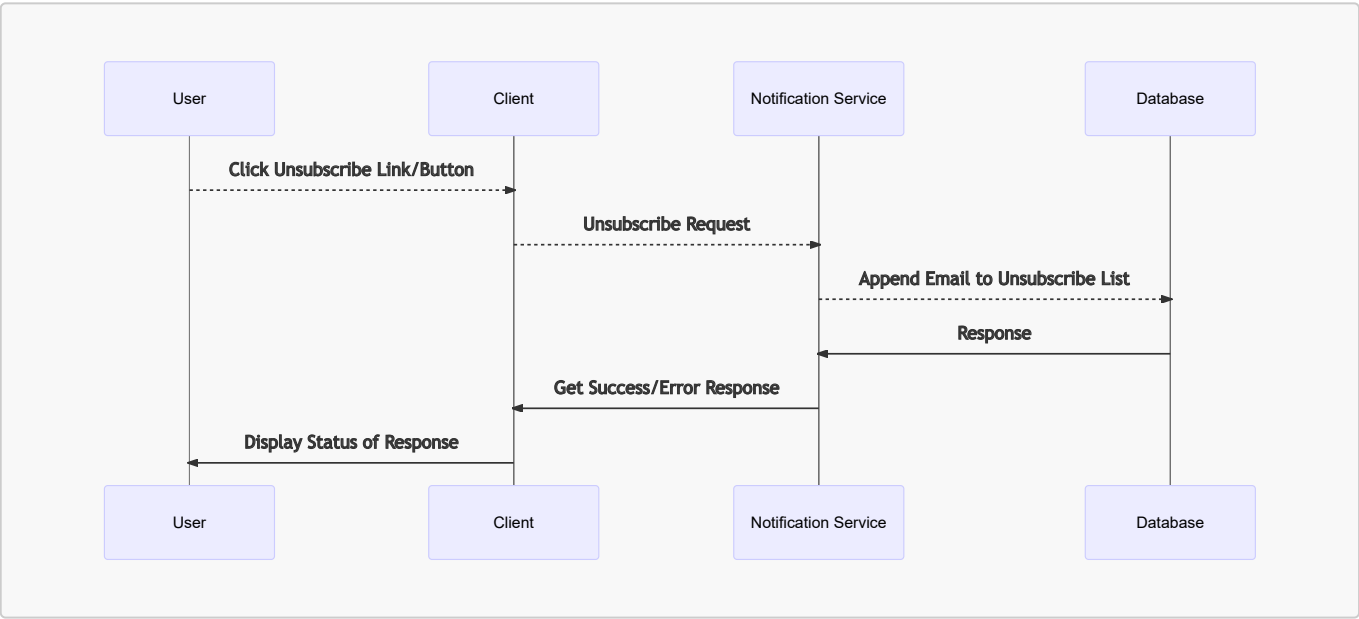 User
Client
Notification Service
Database
Click Unsubscribe Link/Button
Unsubscribe Request
Append Email to Unsubscribe List
Response
Get Success/Error Response
Display Status of Response
User
Client
Notification Service
Database